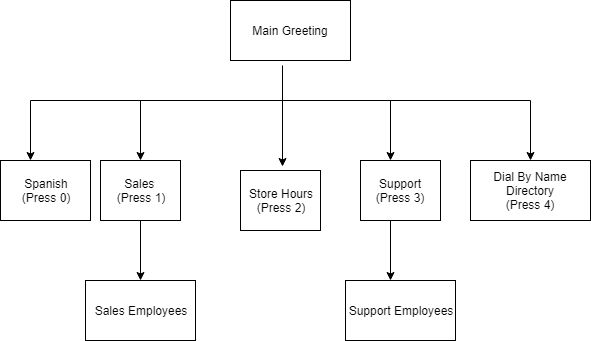 Main Greeting
Spanish
(Press 0)
Sales
(Press 1)
Store Hours
(Press 2)
Support
(Press 3)
Dial By Name
Directory
(Press 4)
Sales Employees
Support Employees